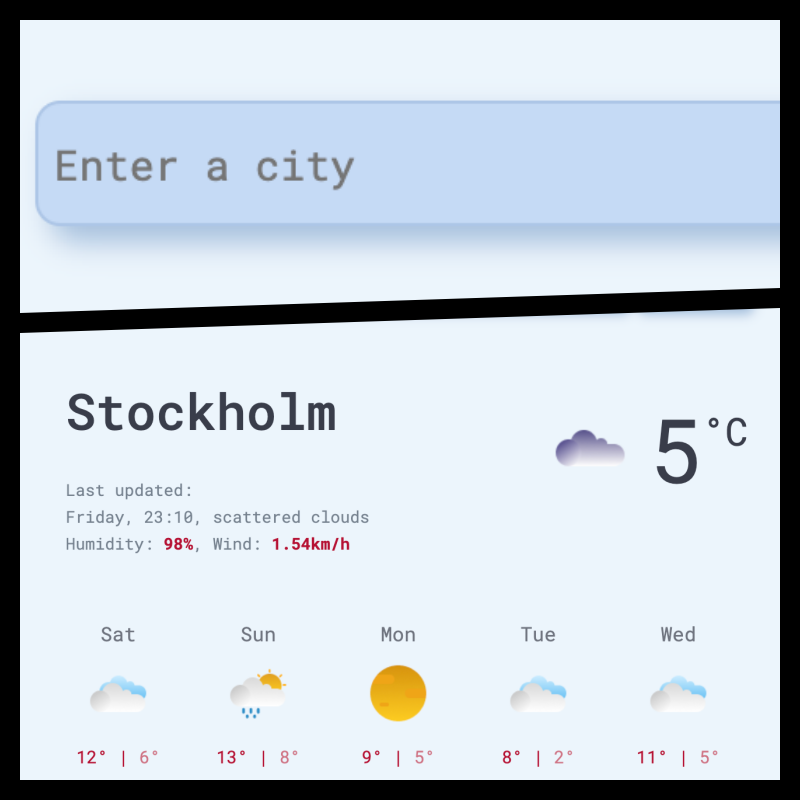 Enter a city
Stockholm
5°C
Last updated:
Friday, 23:10, scattered clouds
Humidity: 98%, Wind: 1.54km/h
Sat Sun Mon Tue Wed
12° | 6° 13° | 8° 9° | 5° 8° | 2° 11° | 5°